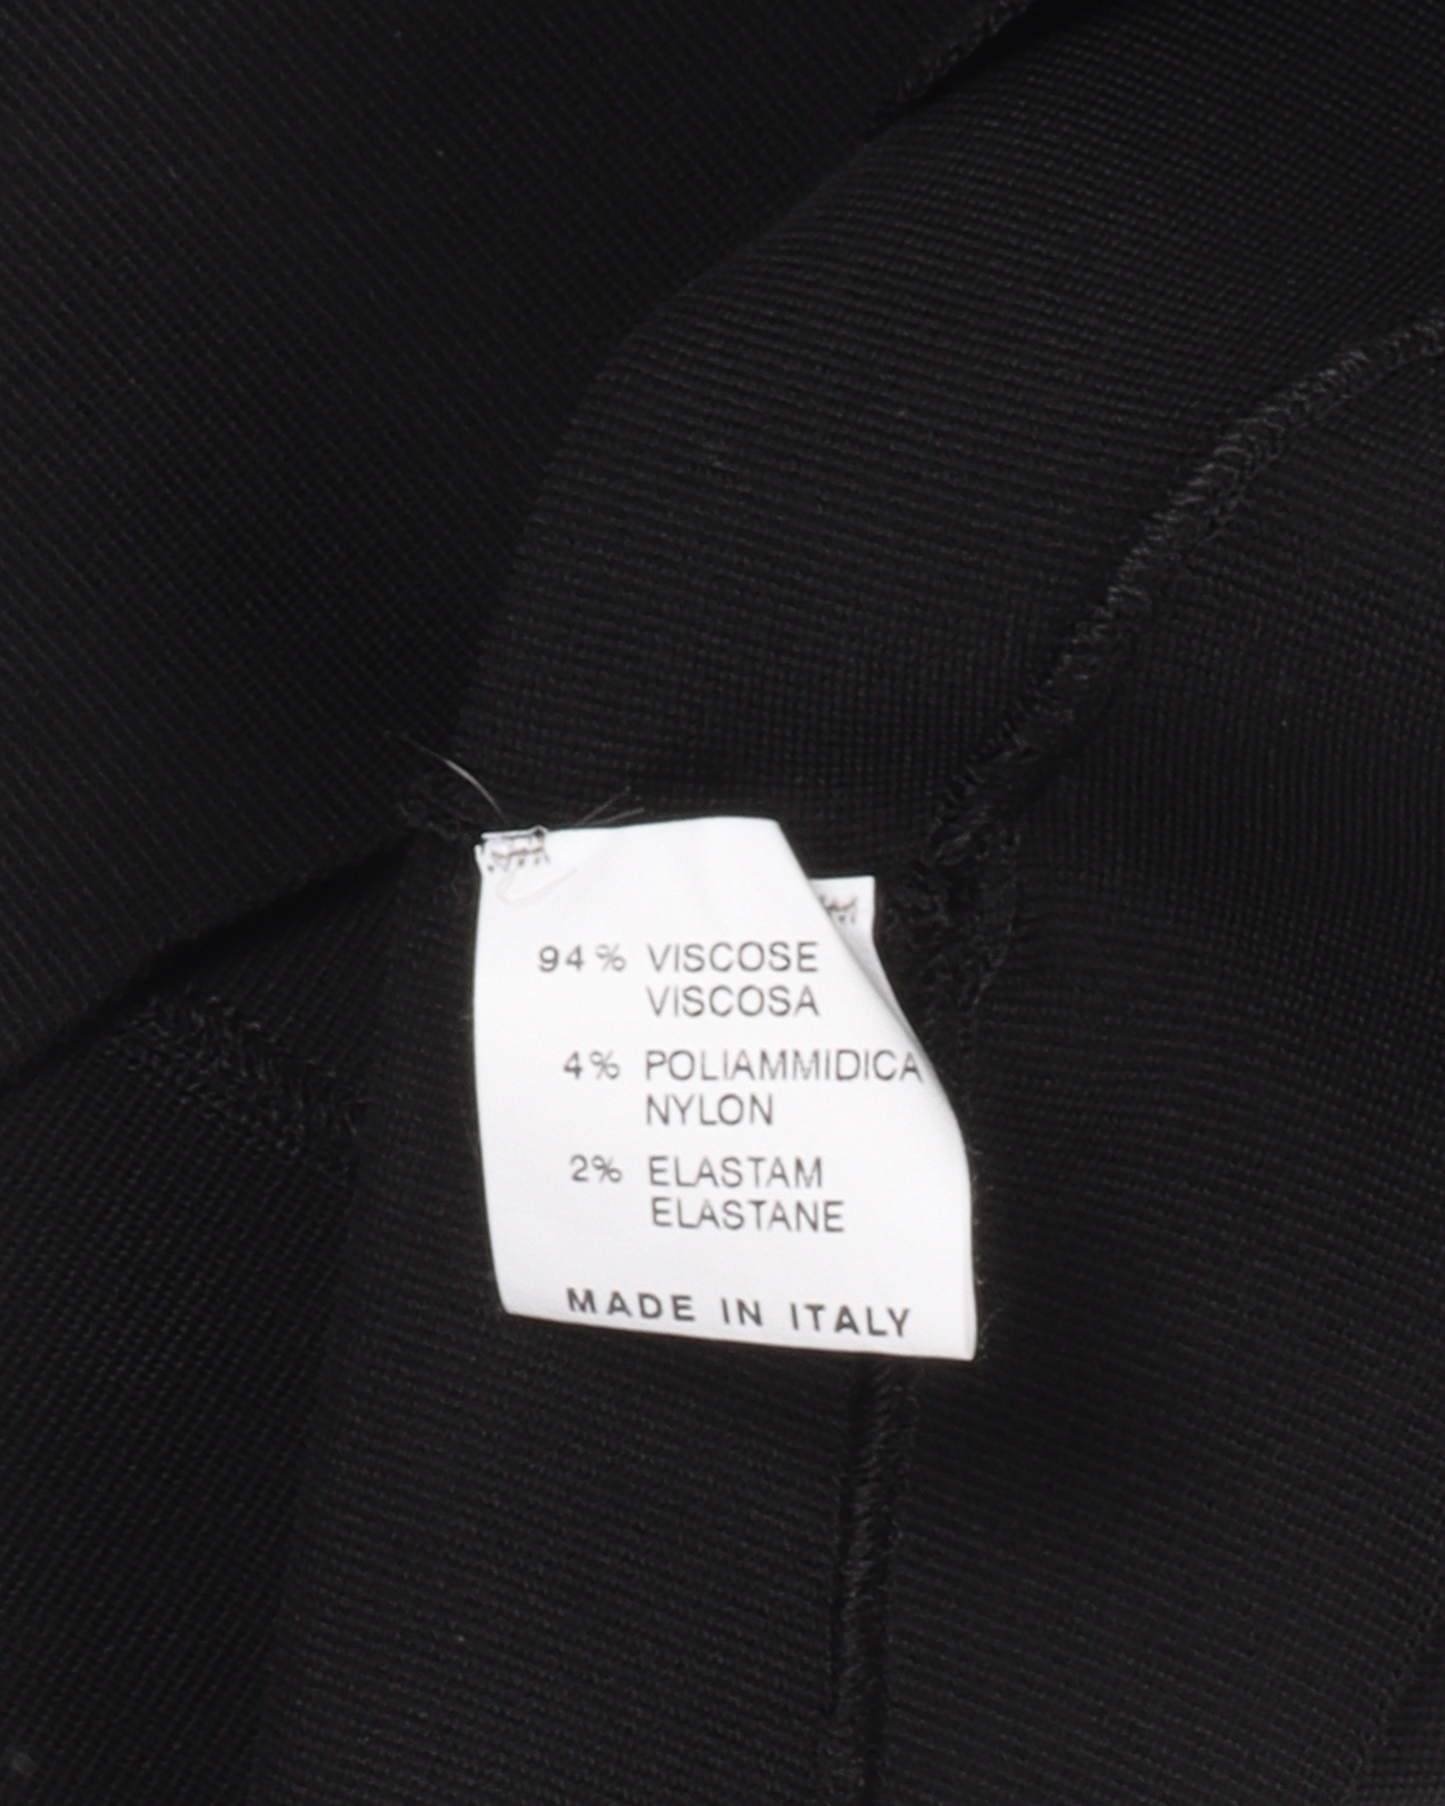 94% VISCOSE
VISCOSA
4% POLIAMMIDICA
NYLON
2% ELASTAM
ELASTANE
MADE IN ITALY